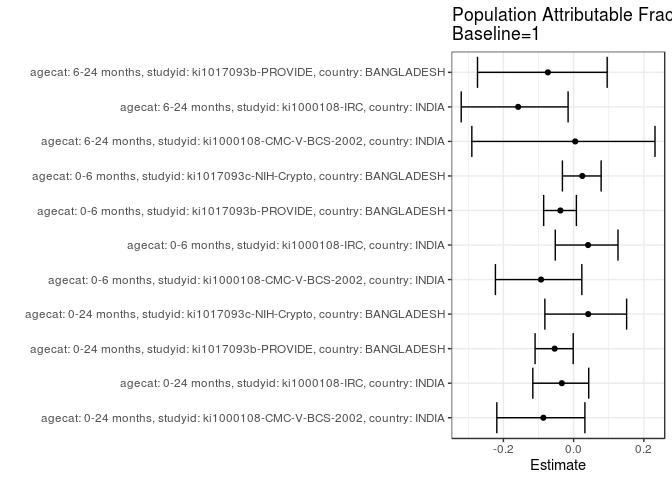 Population Attributable Frac
Baseline=1
agecat: 6-24 months, studyid: ki1017093b-PROVIDE, country: BANGLADESH
agecat: 6-24 months, studyid: ki1000108-IRC, country: INDIA
agecat: 6-24 months, studyid: ki1000108-CMC-V-BCS-2002, country: INDIA
agecat: 0-6 months, studyid: ki1017093c-NIH-Crypto, country: BANGLADESH
agecat: 0-6 months, studyid: ki1017093b-PROVIDE, country: BANGLADESH
agecat: 0-6 months, studyid: ki1000108-IRC, country: INDIA
agecat: 0-6 months, studyid: ki1000108-CMC-V-BCS-2002, country: INDIA
agecat: 0-24 months, studyid: ki1017093c-NIH-Crypto, country: BANGLADESH
agecat: 0-24 months, studyid: ki1017093b-PROVIDE, country: BANGLADESH
agecat: 0-24 months, studyid: ki1000108-IRC, country: INDIA
agecat: 0-24 months, studyid: ki1000108-CMC-V-BCS-2002, country: INDIA
-0.2 0.0 0.2
Estimate